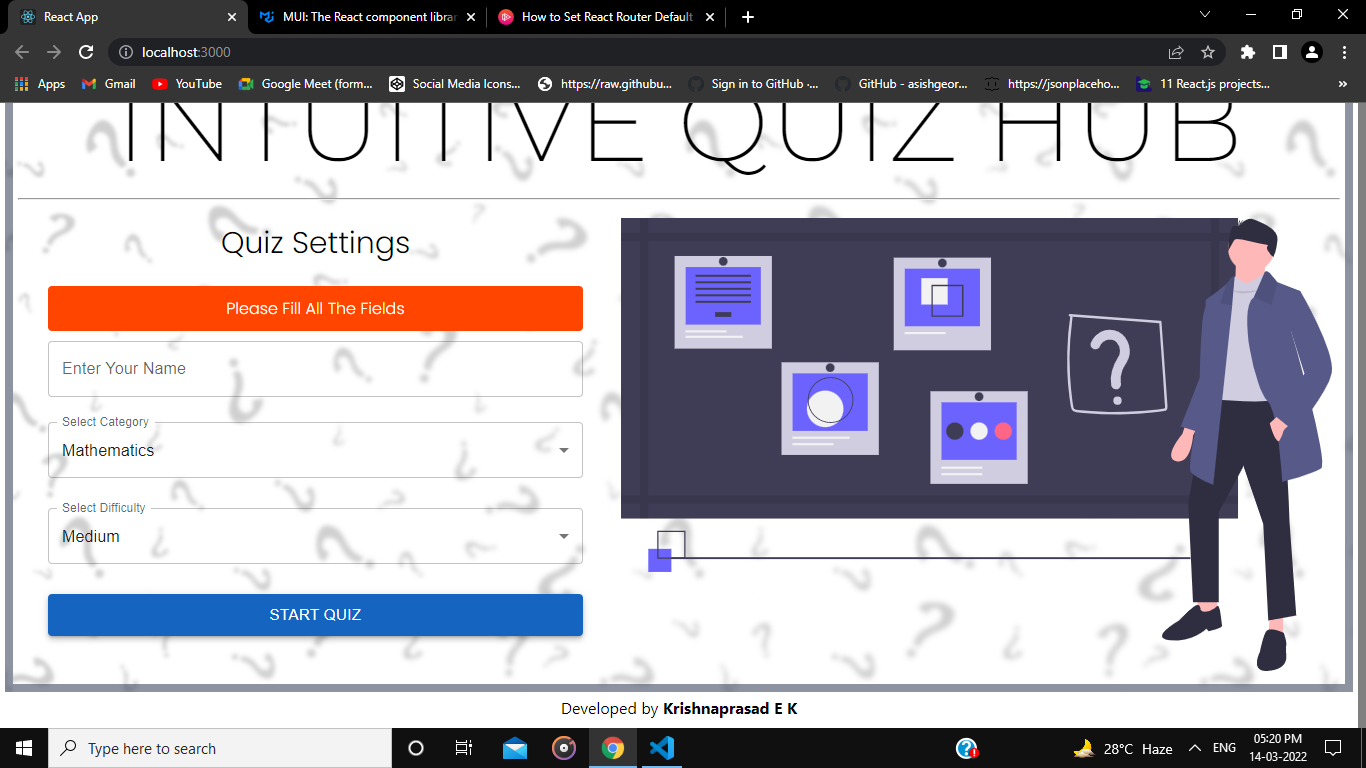 React App
MUI: The React component librar
How to Set React Router Default
localhost:3000
Apps
Gmail
YouTube
Google Meet (form...
Social Media Icons...
https://raw.githubu...
Sign in to GitHub ·...
GitHub - asishgeor...
https://jsonplaceho...
11 React.js projects...
»
INTUITIVE QUIZ HUB
Quiz Settings
Please Fill All The Fields
Enter Your Name
Select Category
Mathematics
Select Difficulty
Medium
START QUIZ
?
Developed by Krishnaprasad E K
Type here to search
28°C Haze
ENG
05:20 PM
14-03-2022